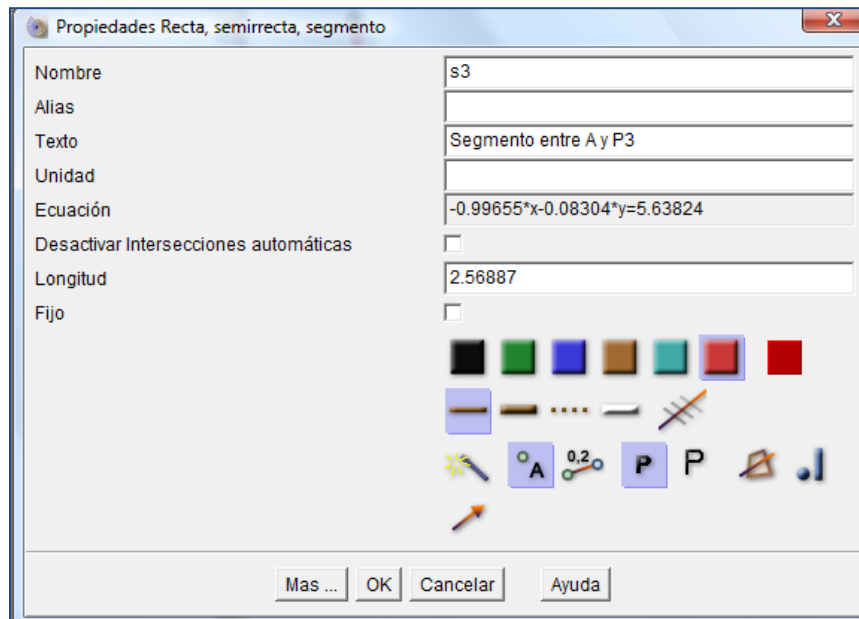 Propiedades Recta, semirrecta, segmento
Nombre s3
Alias
Texto Segmento entre A y P3
Unidad
Ecuación -0.99655*x-0.08304*y=5.63824
Desactivar Intersecciones automáticas
Longitud 2.56887
Fijo
A 0,2 P P
Mas ... OK Cancelar Ayuda